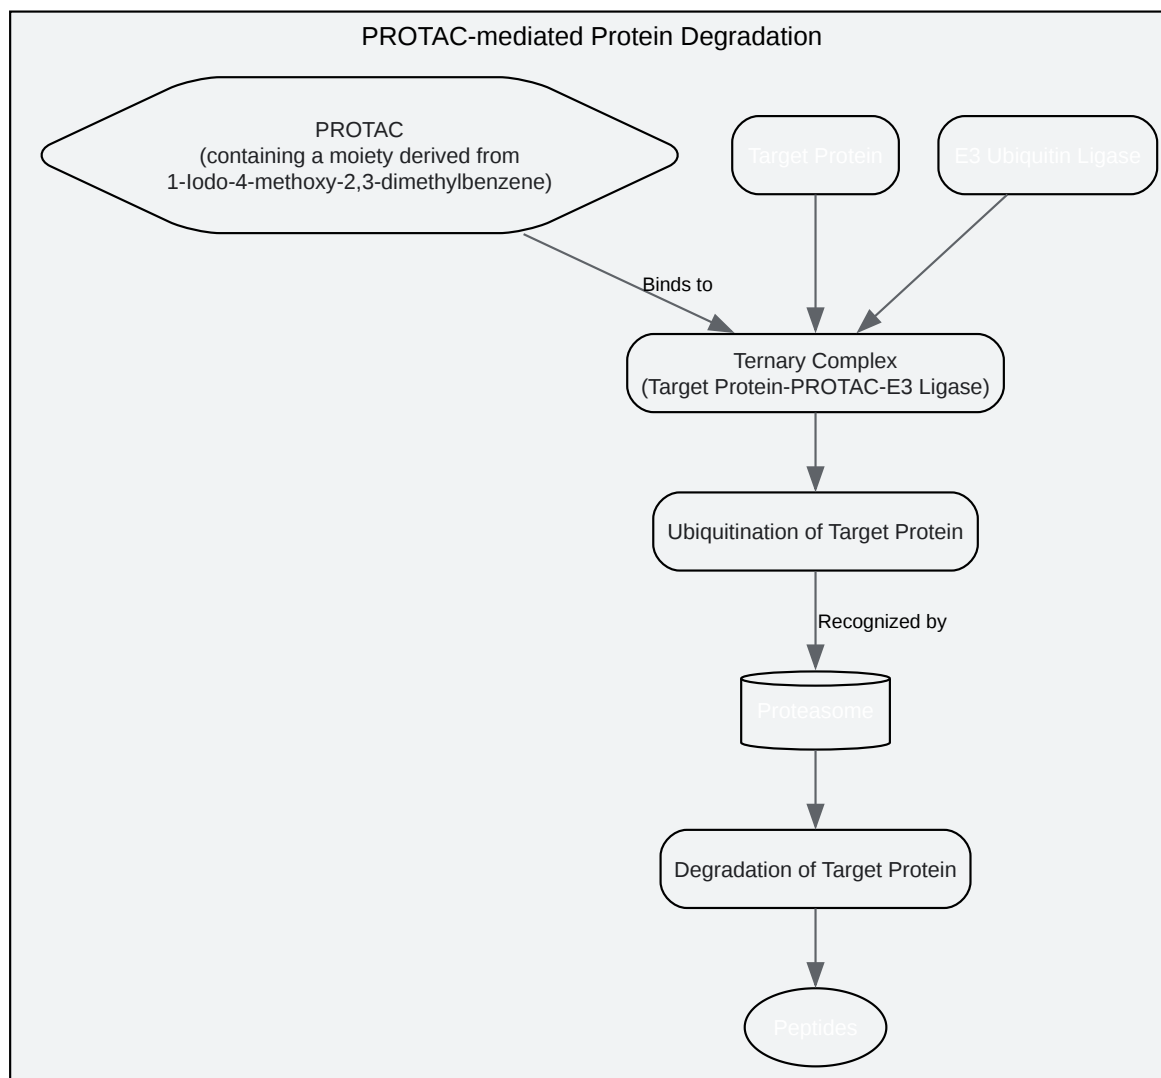 PROTAC-mediated Protein Degradation
PROTAC
(containing a moiety derived from
1-Iodo-4-methoxy-2,3-dimethylbenzene)
Target Protein
E3 Ubiquitin Ligase
Binds to
Ternary Complex
(Target Protein-PROTAC-E3 Ligase)
Ubiquitination of Target Protein
Recognized by
Proteasome
Degradation of Target Protein
Peptides